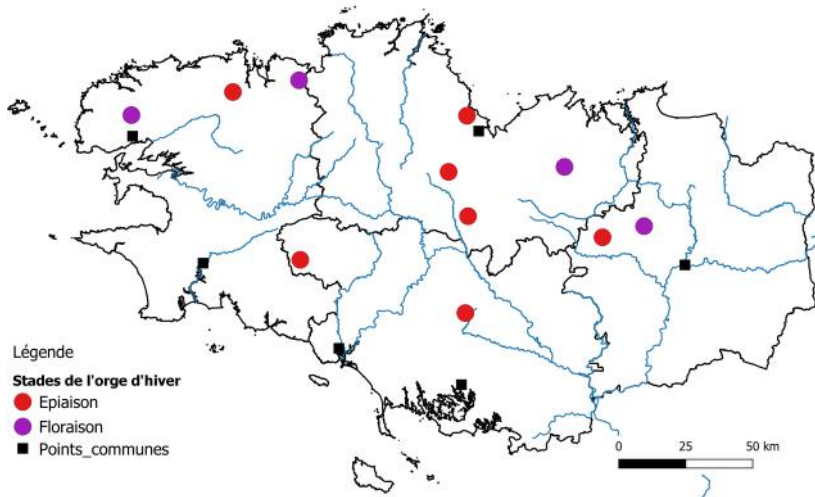 Légende
Stades de l'orge d'hiver
Epiaison
Floraison
Points_communes
0 25 50 km